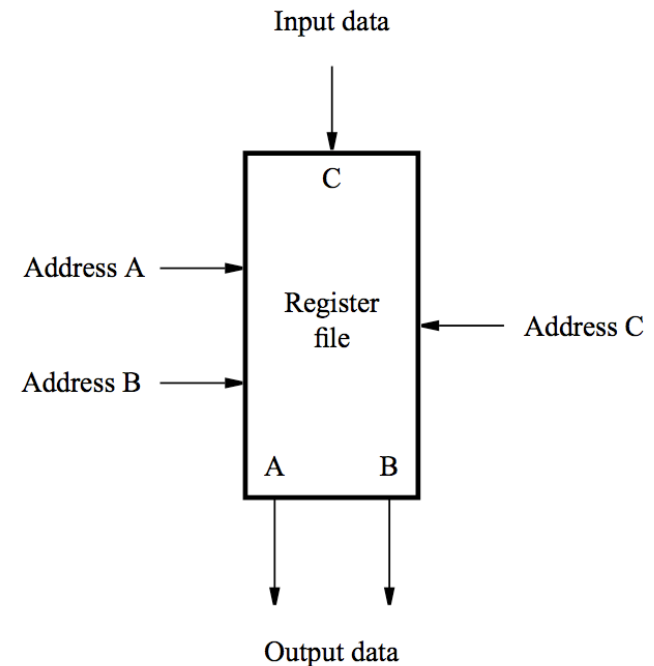 Input data
C
Address A
Register
file
Address C
Address B
A
B
Output data